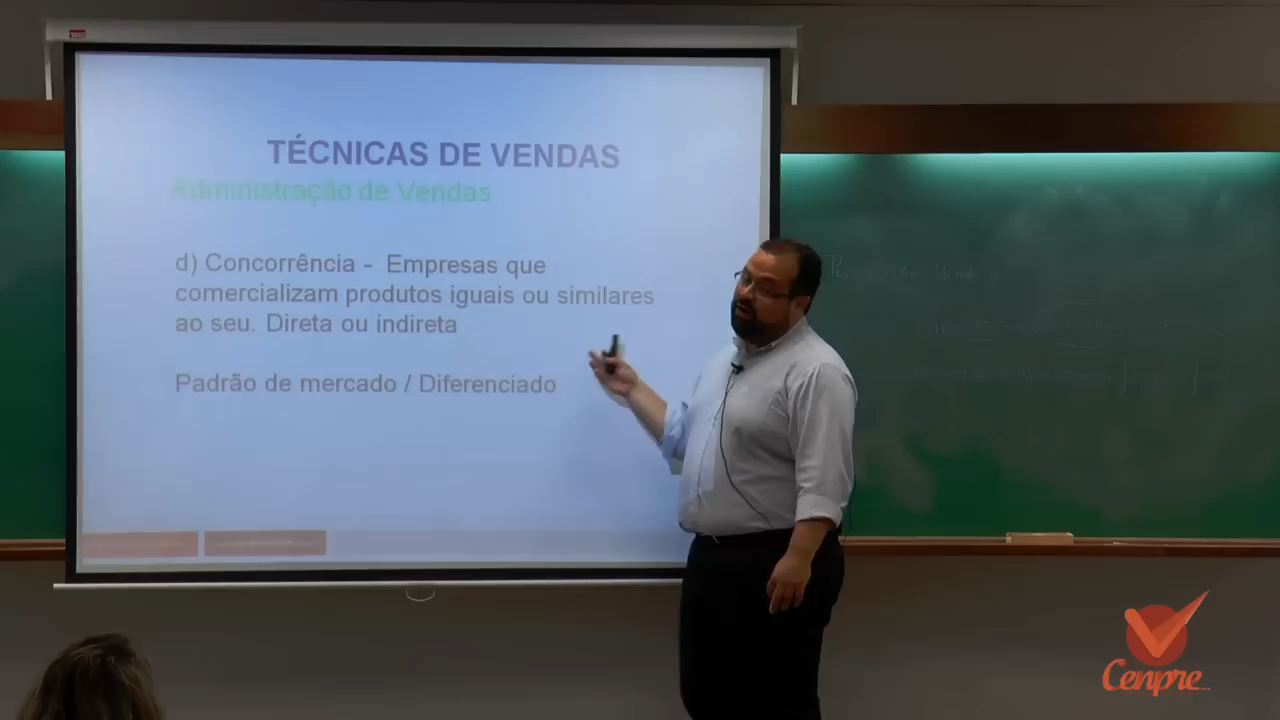 TÉCNICAS DE VENDAS
Administração de Vendas
d) Concorrência - Empresas que
comercializam produtos iguais ou similares
ao seu. Direta ou indireta
Padrão de mercado / Diferenciado
Cenpre...